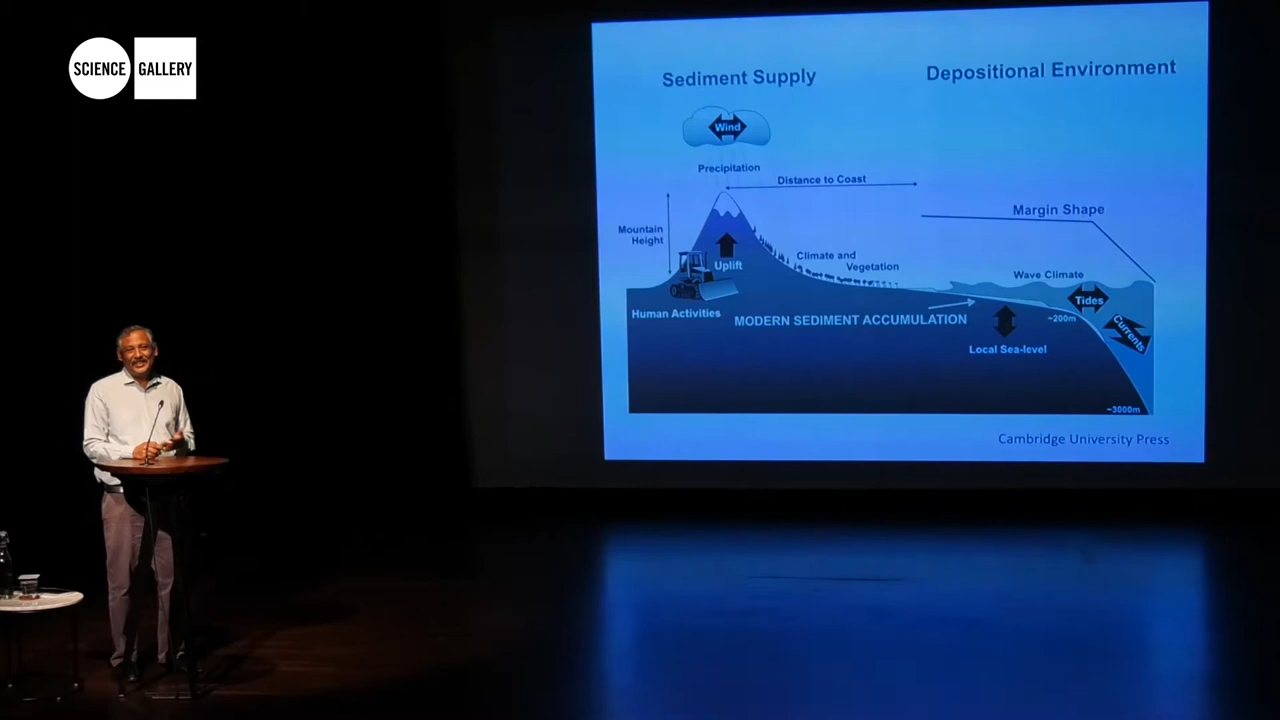 SCIENCE GALLERY
Sediment Supply
Depositional Environment
Wind
Precipitation
Distance to Coast
Margin Shape
Mountain
Height
Uplift
Climate and
Vegetation
Wave Climate
Tides
Human Activities
MODERN SEDIMENT ACCUMULATION
~200m
Currents
Local Sea-level
~3000m
Cambridge University Press